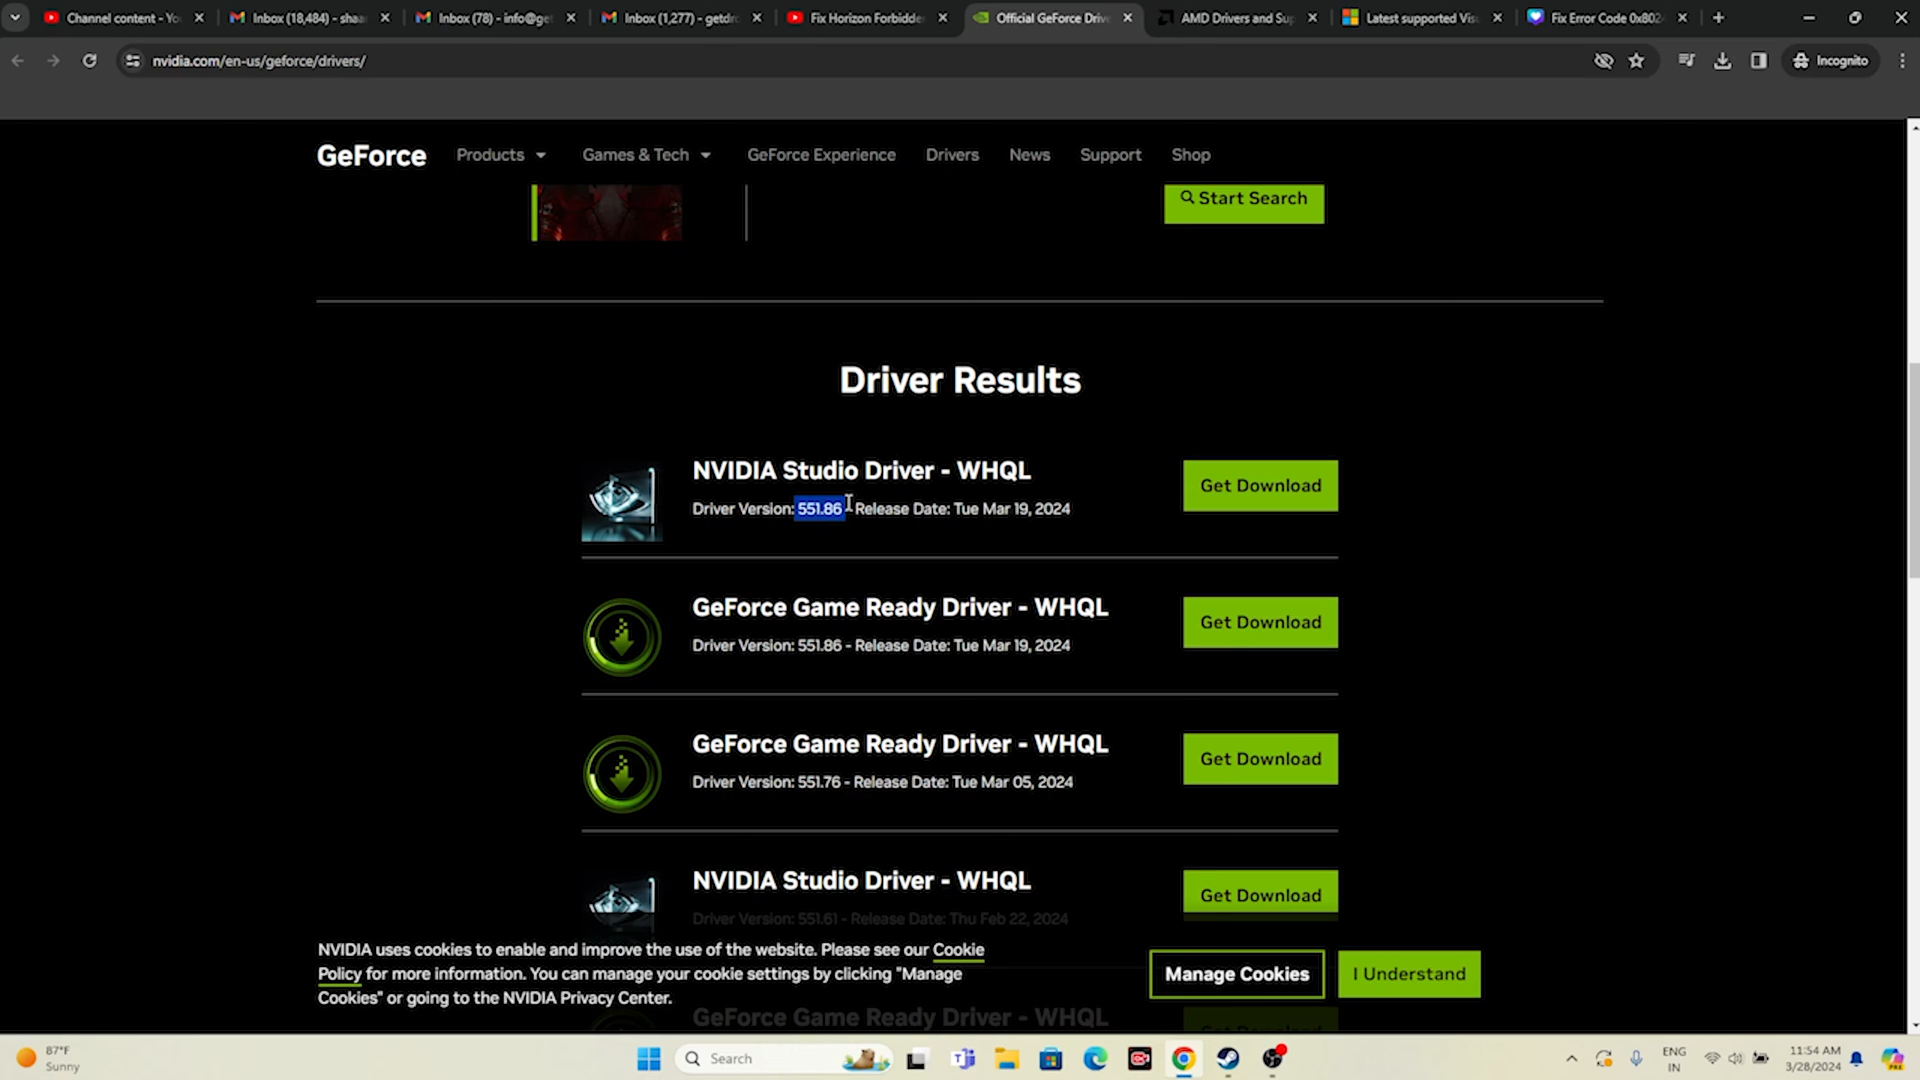 Channel content - Yo
Inbox (18,484) - shaa
Inbox (78) - info@ge
Inbox (1,277) - getdr
Fix Horizon Forbidde
Official GeForce Drive
AMD Drivers and Sup
Latest supported Vis
Fix Error Code 0x802
nvidia.com/en-us/geforce/drivers/
Incognito
GeForce Products Games & Tech GeForce Experience Drivers News Support Shop
Start Search
Driver Results
NVIDIA Studio Driver - WHQL
Driver Version: 551.86 - Release Date: Tue Mar 19, 2024
Get Download
GeForce Game Ready Driver - WHQL
Driver Version: 551.86 - Release Date: Tue Mar 19, 2024
Get Download
GeForce Game Ready Driver - WHQL
Driver Version: 551.76 - Release Date: Tue Mar 05, 2024
Get Download
NVIDIA Studio Driver - WHQL
Driver Version: 551.61 - Release Date: Thu Feb 22, 2024
Get Download
NVIDIA uses cookies to enable and improve the use of the website. Please see our Cookie
Policy for more information. You can manage your cookie settings by clicking "Manage
Cookies" or going to the NVIDIA Privacy Center.
Manage Cookies
I Understand
GeForce Game Ready Driver - WHQL
87°F
Sunny
Search
ENG
IN
11:54 AM
3/28/2024